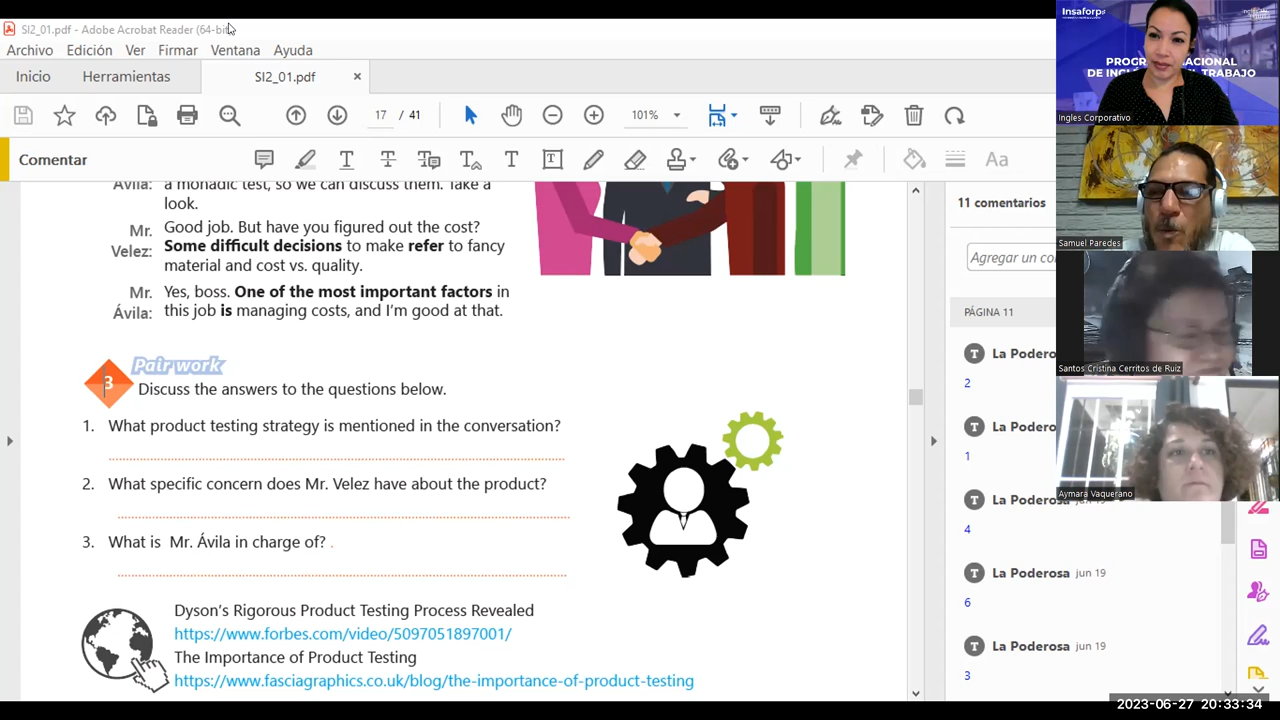 SI2_01.pdf - Adobe Acrobat Reader (64-bit)
Archivo Edición Ver Firmar Ventana Ayuda
Inicio Herramientas SI2_01.pdf ×
17 / 41 101%
Comentar
Ávila: a monadic test, so we can discuss them. Take a
look.
Mr. Velez: Good job. But have you figured out the cost?
Some difficult decisions to make refer to fancy
material and cost vs. quality.
Mr. Ávila: Yes, boss. One of the most important factors in
this job is managing costs, and I'm good at that.
3 Pair work
Discuss the answers to the questions below.
1. What product testing strategy is mentioned in the conversation?
2. What specific concern does Mr. Velez have about the product?
3. What is Mr. Ávila in charge of? .
Dyson's Rigorous Product Testing Process Revealed
https://www.forbes.com/video/5097051897001/
The Importance of Product Testing
https://www.fasciagraphics.co.uk/blog/the-importance-of-product-testing
11 comentarios
Agregar un co
PÁGINA 11
La Poderos
2
La Poderos
1
La Poderos
4
La Poderosa jun 19
6
La Poderosa jun 19
3
Insaforp
Ingles Corporativo
Samuel Paredes
Santos Cristina Cerritos de Ruiz
Aymara Vaquerano
2023-06-27 20:33:34